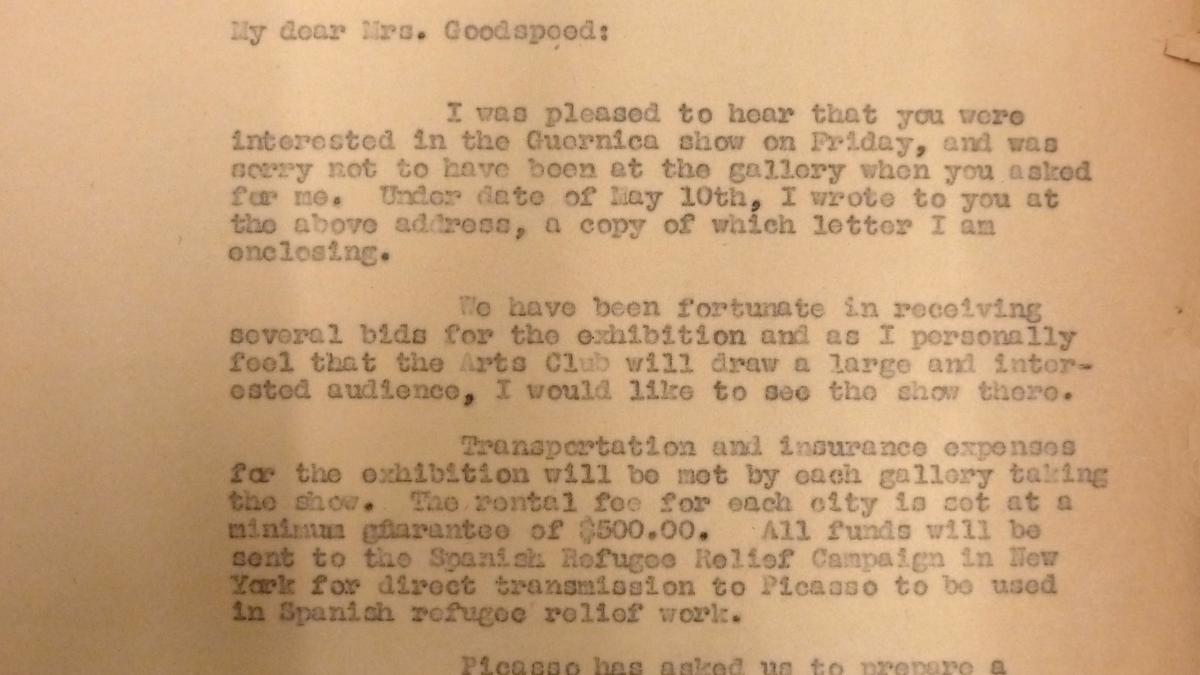 My dear Mrs. Goodspeed:
I was pleased to hear that you were
interested in the Guernica show on Friday, and was
sorry not to have been at the gallery when you asked
for me. Under date of May 10th, I wrote to you at
the above address, a copy of which letter I am
enclosing.
We have been fortunate in receiving
several bids for the exhibition and as I personally
feel that the Arts Club will draw a large and inter-
ested audience, I would like to see the show there.
Transportation and insurance expenses
for the exhibition will be met by each gallery taking
the show. The rental fee for each city is set at a
minimum guarantee of $500.00. All funds will be
sent to the Spanish Refugee Relief Campaign in New
York for direct transmission to Picasso to be used
in Spanish refugee relief work.
Picasso has asked us to prepare a